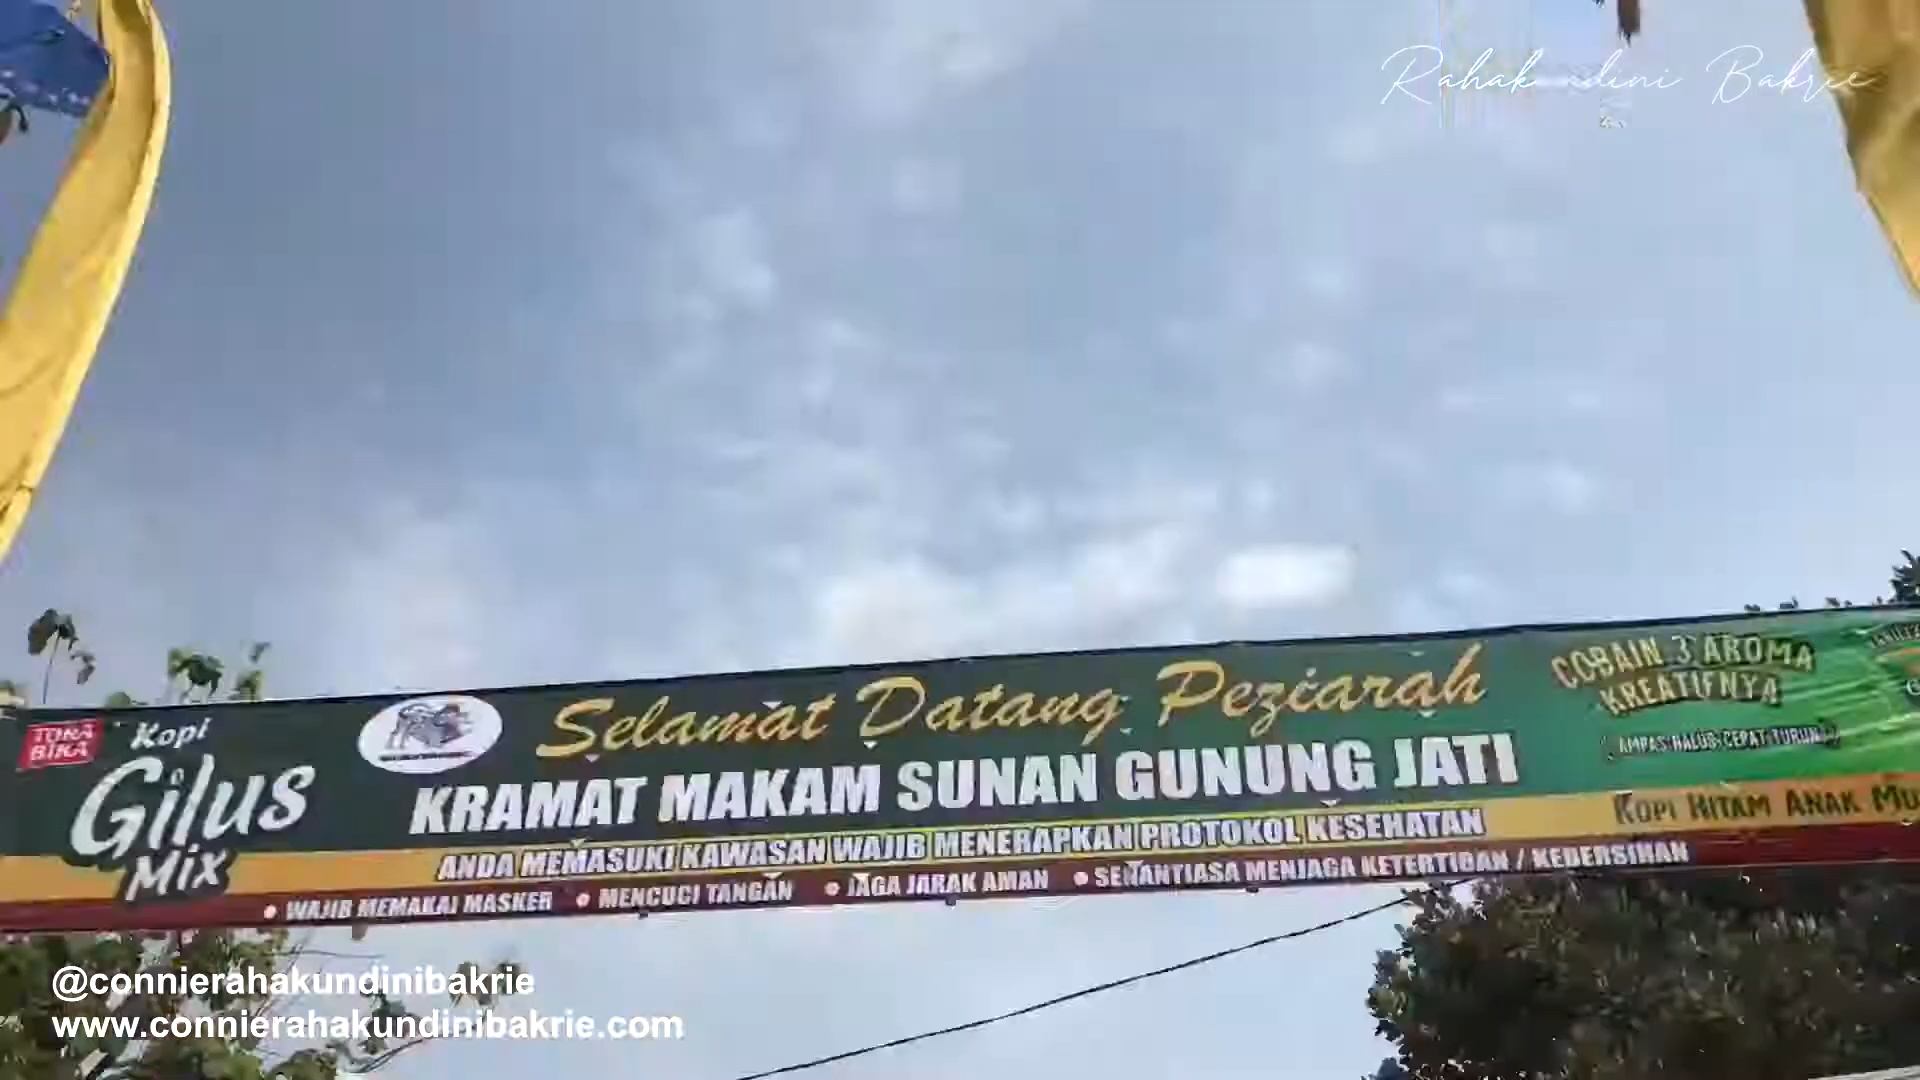 Rahakundini Bakrie
TORA
BIKA
Kopi
Gilus
Mix
Selamat Datang Peziarah
KRAMAT MAKAM SUNAN GUNUNG JATI
ANDA MEMASUKI KAWASAN WAJIB MENERAPKAN PROTOKOL KESEHATAN
• WAJIB MEMAKAI MASKER • MENCUCI TANGAN • JAGA JARAK AMAN • SENANTIASA MENJAGA KETERTIBAN / KEBERSIHAN
COBAIN 3 AROMA
KREATIFNYA
AMPAS HALUS CEPAT TURUN
KOPI HITAM ANAK
@connierahakundinibakrie
www.connierahakundinibakrie.com